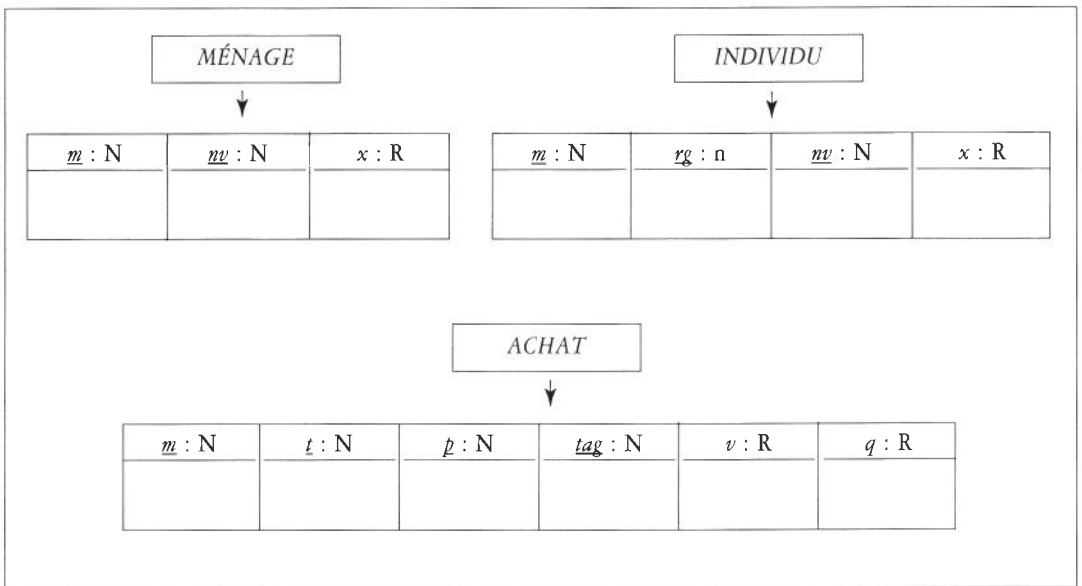 MÉNAGE
INDIVIDU
m : N nv : N x : R
m : N rg : n nv : N x : R
ACHAT
m : N t : N p : N tag : N v : R q : R